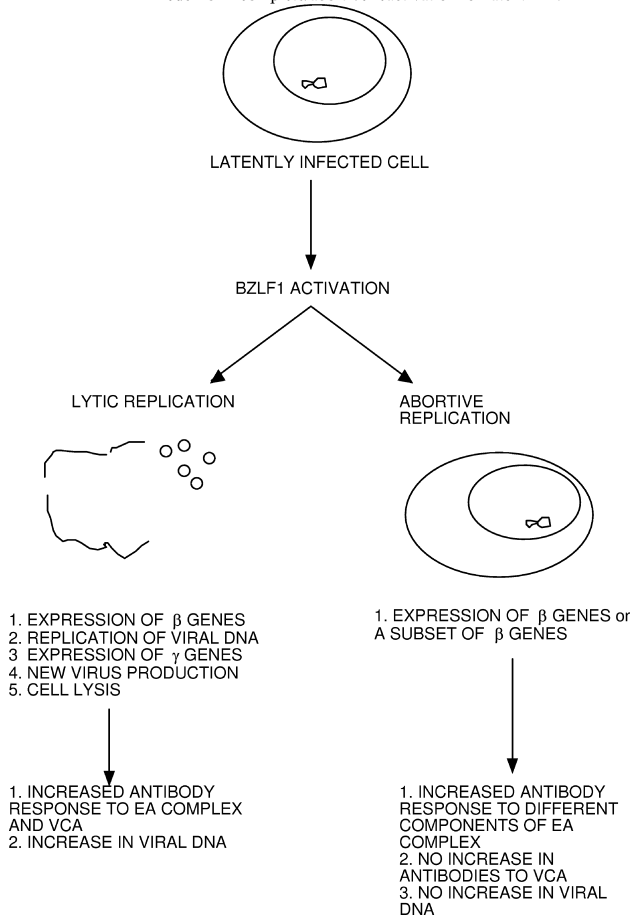 LATENTLY INFECTED CELL
BZLF1 ACTIVATION
LYTIC REPLICATION
ABORTIVE
REPLICATION
1. EXPRESSION OF β GENES
2. REPLICATION OF VIRAL DNA
3 EXPRESSION OF γ GENES
4. NEW VIRUS PRODUCTION
5. CELL LYSIS
1. EXPRESSION OF β GENES or
A SUBSET OF β GENES
1. INCREASED ANTIBODY
RESPONSE TO EA COMPLEX
AND VCA
2. INCREASE IN VIRAL DNA
1. INCREASED ANTIBODY
RESPONSE TO DIFFERENT
COMPONENTS OF EA
COMPLEX
2. NO INCREASE IN
ANTIBODIES TO VCA
3. NO INCREASE IN VIRAL
DNA